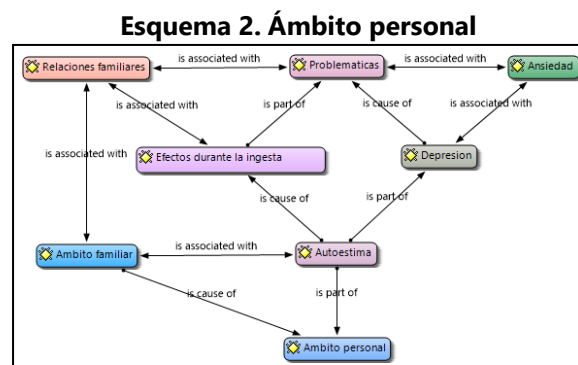 Esquema 2. Ámbito personal
Relaciones familiares
is associated with
Problematicas
is associated with
Ansiedad
is associated with
is part of
is cause of
is associated with
is associated with
Efectos durante la ingesta
Depresion
is cause of
is part of
Ambito familiar
is associated with
Autoestima
is cause of
is part of
Ambito personal